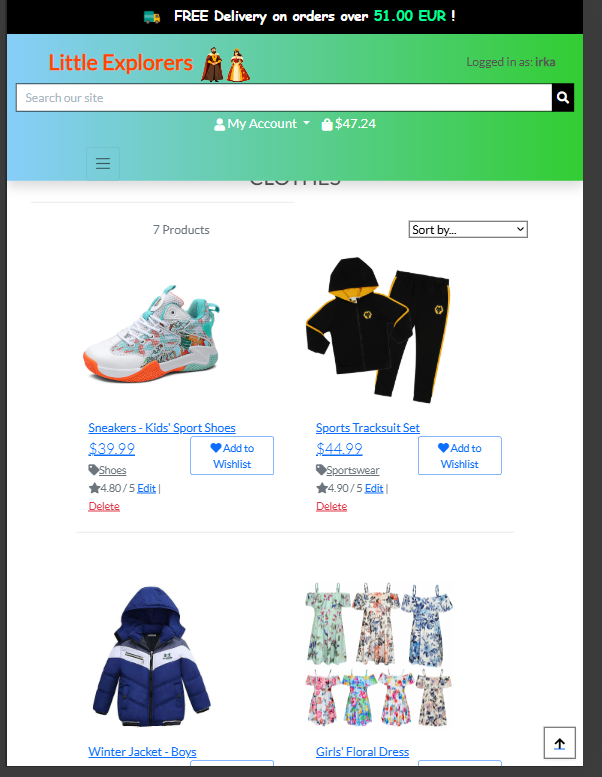 FREE Delivery on orders over 51.00 EUR !
Little Explorers
Logged in as: irka
Search our site
My Account
$47.24
CLOTHES
7 Products
Sort by...
Sneakers - Kids' Sport Shoes
$39.99
Add to
Wishlist
Shoes
4.80 / 5 Edit |
Delete
Sports Tracksuit Set
$44.99
Add to
Wishlist
Sportswear
4.90 / 5 Edit |
Delete
Winter Jacket - Boys
Girls' Floral Dress